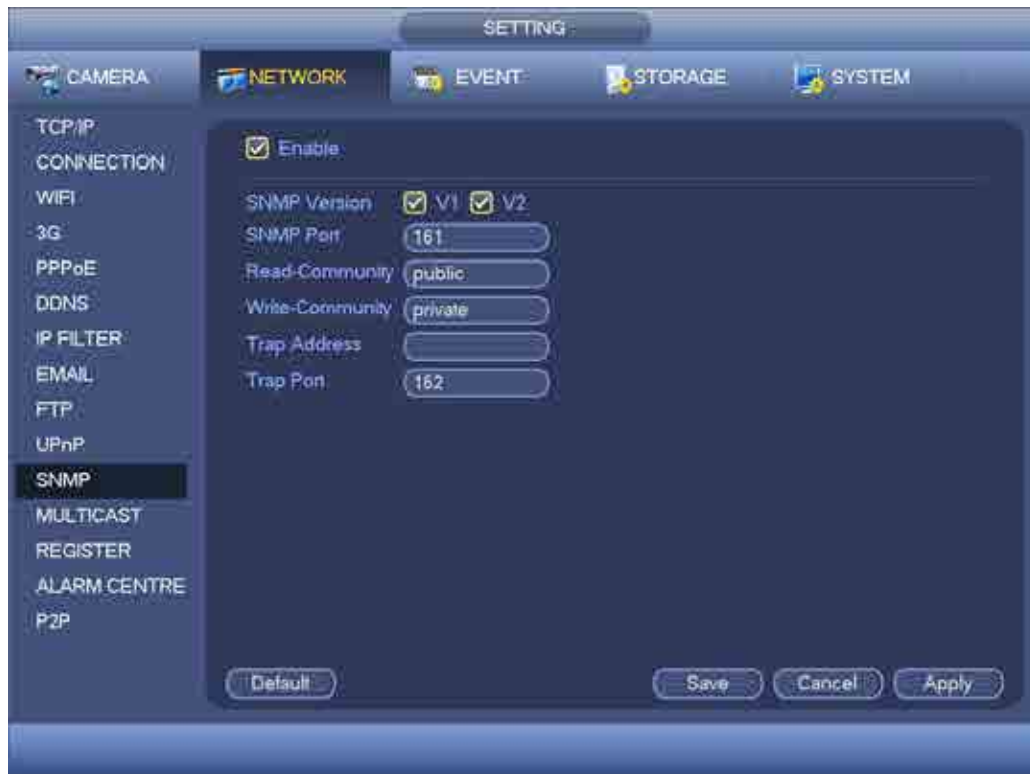 SETTING
CAMERA NETWORK EVENT STORAGE SYSTEM
TCP/IP
CONNECTION
WIFI
3G
PPPoE
DDNS
IP FILTER
EMAIL
FTP
UPnP
SNMP
MULTICAST
REGISTER
ALARM CENTRE
P2P
Enable
SNMP Version V1 V2
SNMP Port 161
Read-Community public
Write-Community private
Trap Address
Trap Port 162
Default Save Cancel Apply